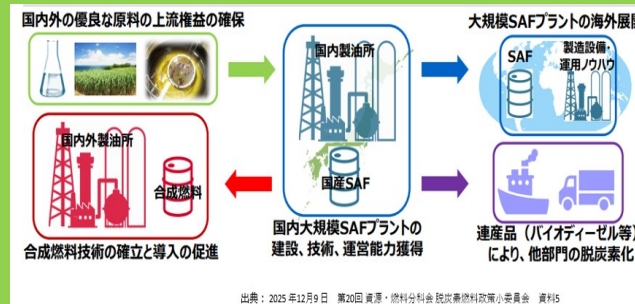 国内外の優良な原料の上流権益の確保
国内製油所
国産SAF
国内大規模SAFプラントの
建設、技術、運営能力獲得
大規模SAFプラントの海外展開
SAF
製造設備・
運用ノウハウ
国内外製油所
合成燃料
合成燃料技術の確立と導入の促進
連産品（バイオディーゼル等）
により、他部門の脱炭素化
出典：2025年12月9日　第20回 資源・燃料分科会 脱炭素燃料政策小委員会　資料5